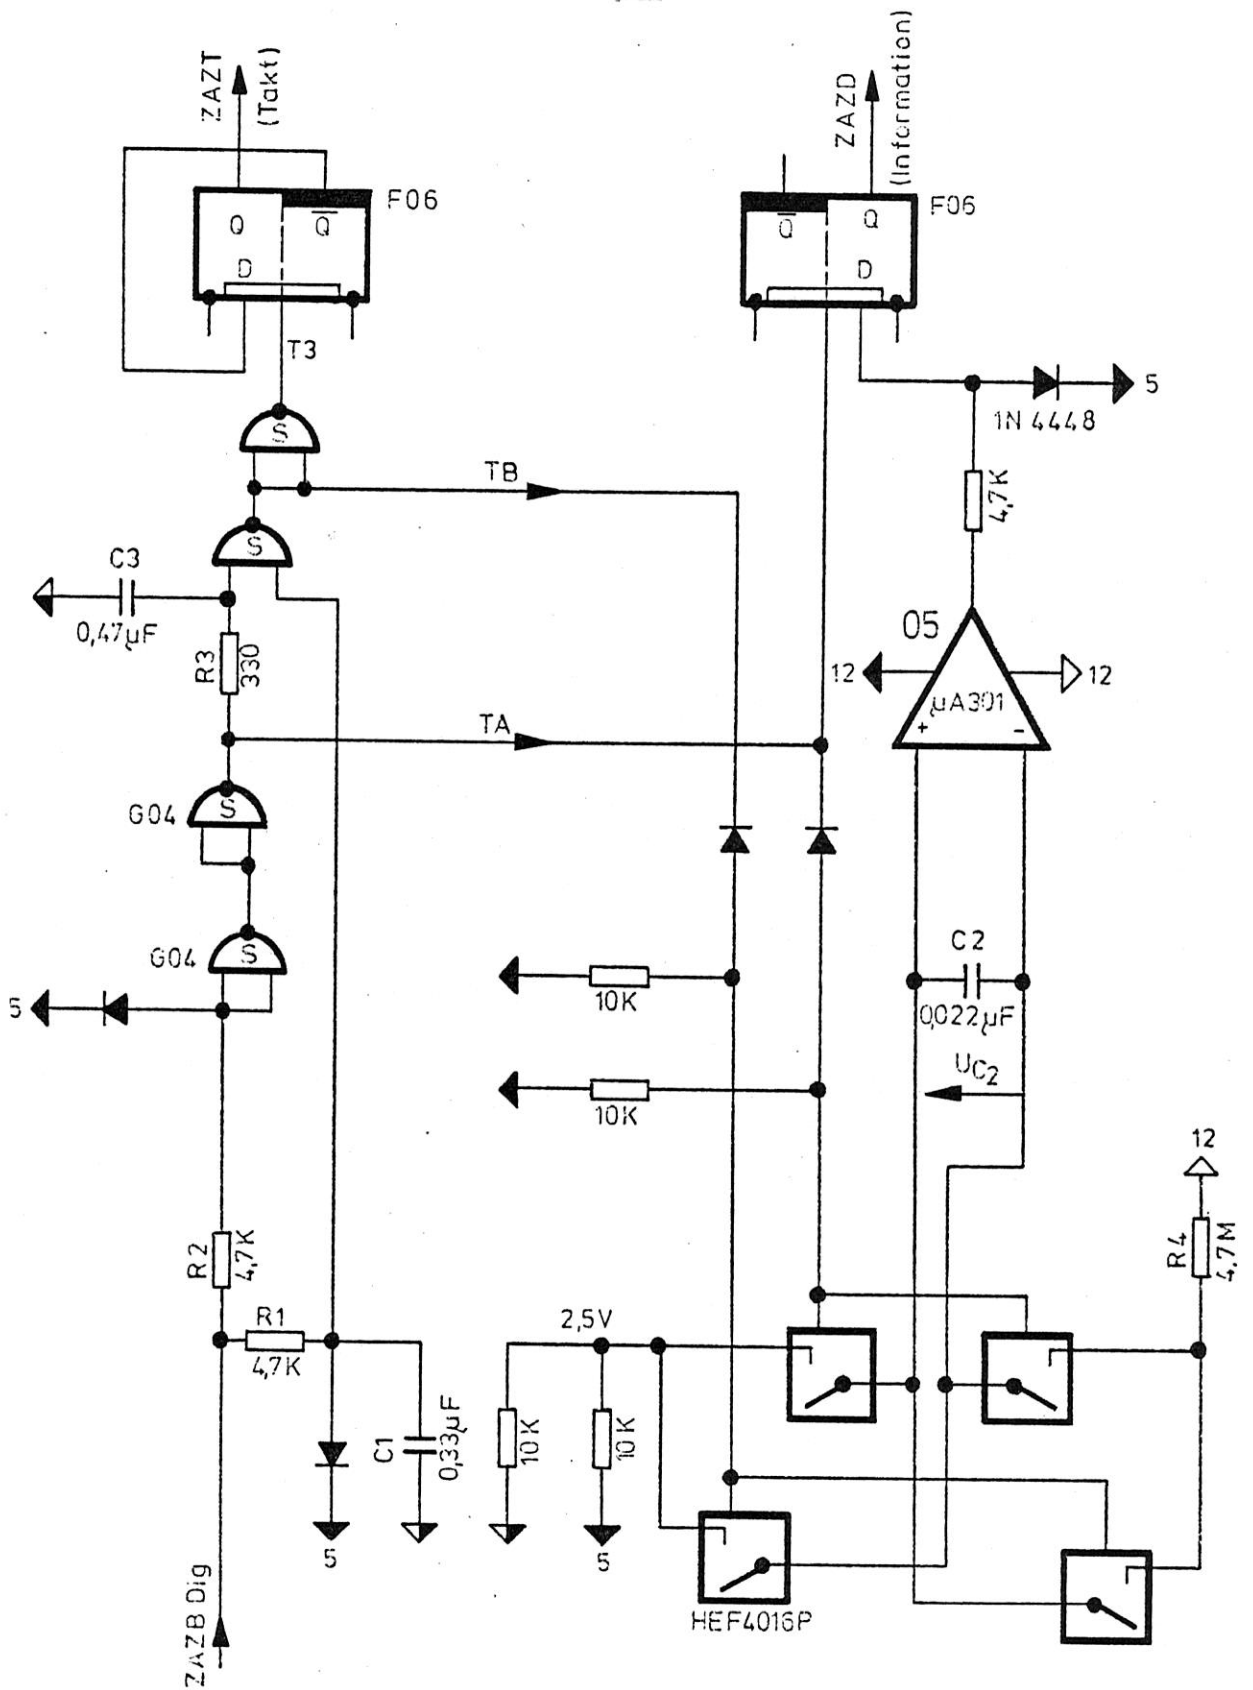 ZAZT
(Takt)
ZAZD
(Information)
Q
Q
F06
D
Q
Q
F06
D
T3
S
5
1N 4448
TB
4,7K
S
C3
0,47µF
R3
330
05
12
12
µA301
+
-
TA
G04
S
G04
S
5
10K
C2
0,022µF
10K
UC2
12
R4
4,7M
R2
4,7K
R1
4,7K
2,5V
C1
0,33µF
10K
10K
5
5
HEF4016P
ZAZB Dig